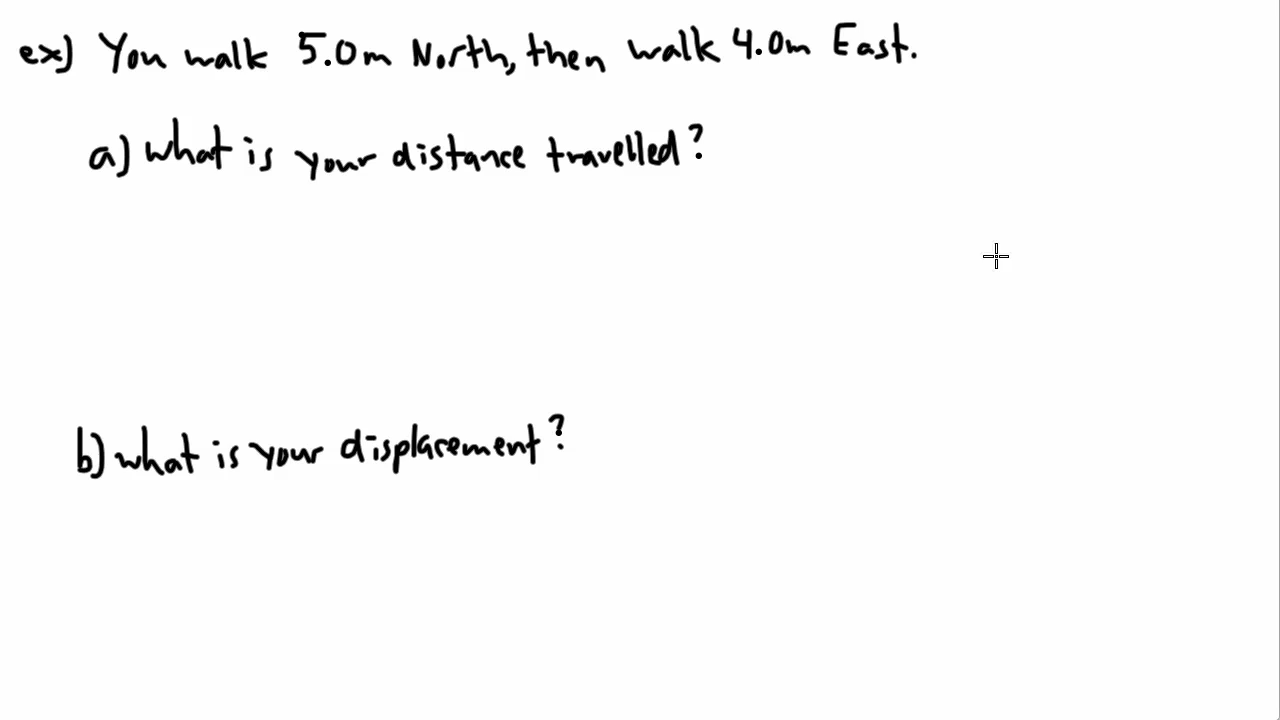 ex) You walk 5.0m North, then walk 4.0m East.
a) what is your distance travelled?
b) what is your displacement?